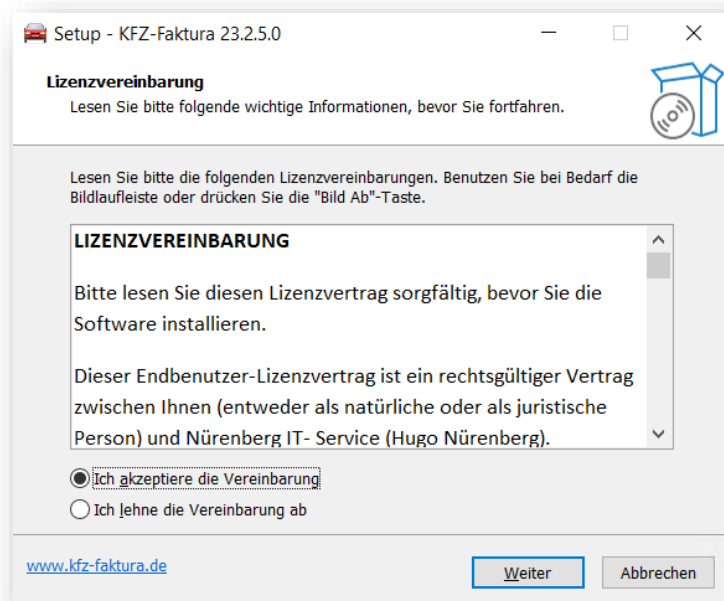 Setup - KFZ-Faktura 23.2.5.0
Lizenzvereinbarung
Lesen Sie bitte folgende wichtige Informationen, bevor Sie fortfahren.
Lesen Sie bitte die folgenden Lizenzvereinbarungen. Benutzen Sie bei Bedarf die
Bildlaufleiste oder drücken Sie die "Bild Ab"-Taste.
LIZENZVEREINBARUNG
Bitte lesen Sie diesen Lizenzvertrag sorgfältig, bevor Sie die
Software installieren.
Dieser Endbenutzer-Lizenzvertrag ist ein rechtsgültiger Vertrag
zwischen Ihnen (entweder als natürliche oder als juristische
Person) und Nürenberg IT- Service (Hugo Nürenberg).
Ich akzeptiere die Vereinbarung
Ich lehne die Vereinbarung ab
www.kfz-faktura.de
Weiter
Abbrechen